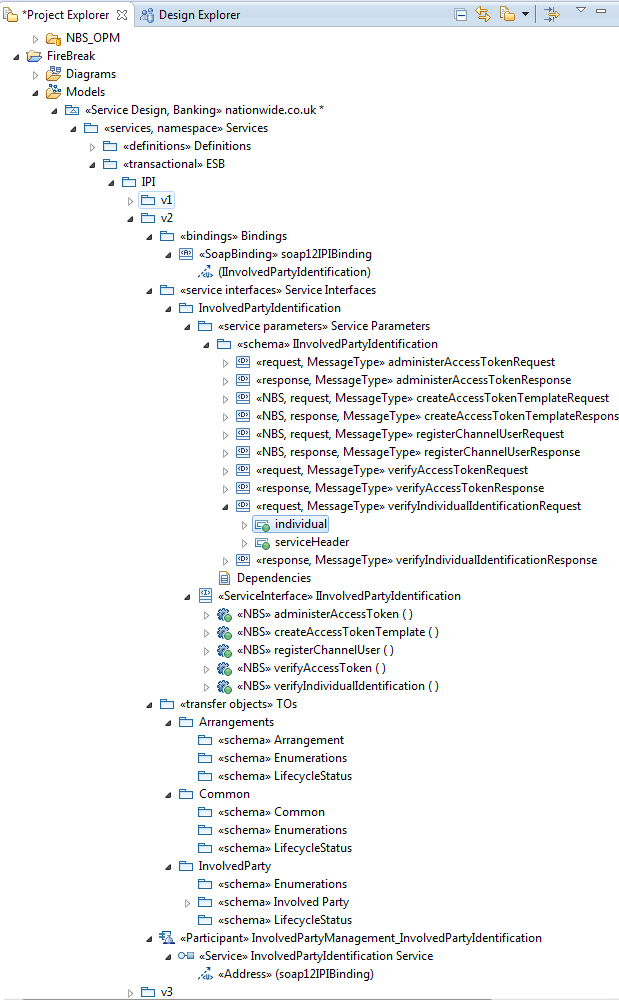 *Project Explorer Design Explorer
NBS_OPM
FireBreak
Diagrams
Models
«Service Design, Banking» nationwide.co.uk *
«services, namespace» Services
«definitions» Definitions
«transactional» ESB
IPI
v1
v2
«bindings» Bindings
«SoapBinding» soap12IPIBinding
(IInvolvedPartyIdentification)
«service interfaces» Service Interfaces
InvolvedPartyIdentification
«service parameters» Service Parameters
«schema» IInvolvedPartyIdentification
«request, MessageType» administerAccessTokenRequest
«response, MessageType» administerAccessTokenResponse
«NBS, request, MessageType» createAccessTokenTemplateRequest
«NBS, response, MessageType» createAccessTokenTemplateRespons
«NBS, request, MessageType» registerChannelUserRequest
«NBS, response, MessageType» registerChannelUserResponse
«request, MessageType» verifyAccessTokenRequest
«response, MessageType» verifyAccessTokenResponse
«request, MessageType» verifyIndividualIdentificationRequest
individual
serviceHeader
«response, MessageType» verifyIndividualIdentificationResponse
Dependencies
«ServiceInterface» IInvolvedPartyIdentification
«NBS» administerAccessToken ( )
«NBS» createAccessTokenTemplate ( )
«NBS» registerChannelUser ( )
«NBS» verifyAccessToken ( )
«NBS» verifyIndividualIdentification ( )
«transfer objects» TOs
Arrangements
«schema» Arrangement
«schema» Enumerations
«schema» LifecycleStatus
Common
«schema» Common
«schema» Enumerations
«schema» LifecycleStatus
InvolvedParty
«schema» Enumerations
«schema» Involved Party
«schema» LifecycleStatus
«Participant» InvolvedPartyManagement_InvolvedPartyIdentification
«Service» InvolvedPartyIdentification Service
«Address» (soap12IPIBinding)
v3